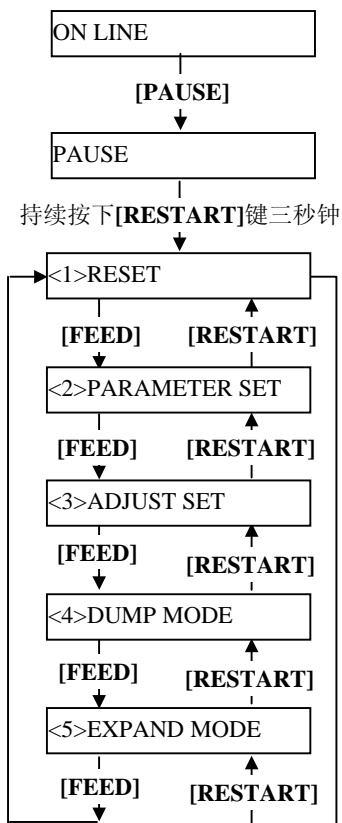 ON LINE
[PAUSE]
PAUSE
持续按下[RESTART]键三秒钟
<1>RESET
[FEED] [RESTART]
<2>PARAMETER SET
[FEED] [RESTART]
<3>ADJUST SET
[FEED] [RESTART]
<4>DUMP MODE
[FEED] [RESTART]
<5>EXPAND MODE
[FEED] [RESTART]